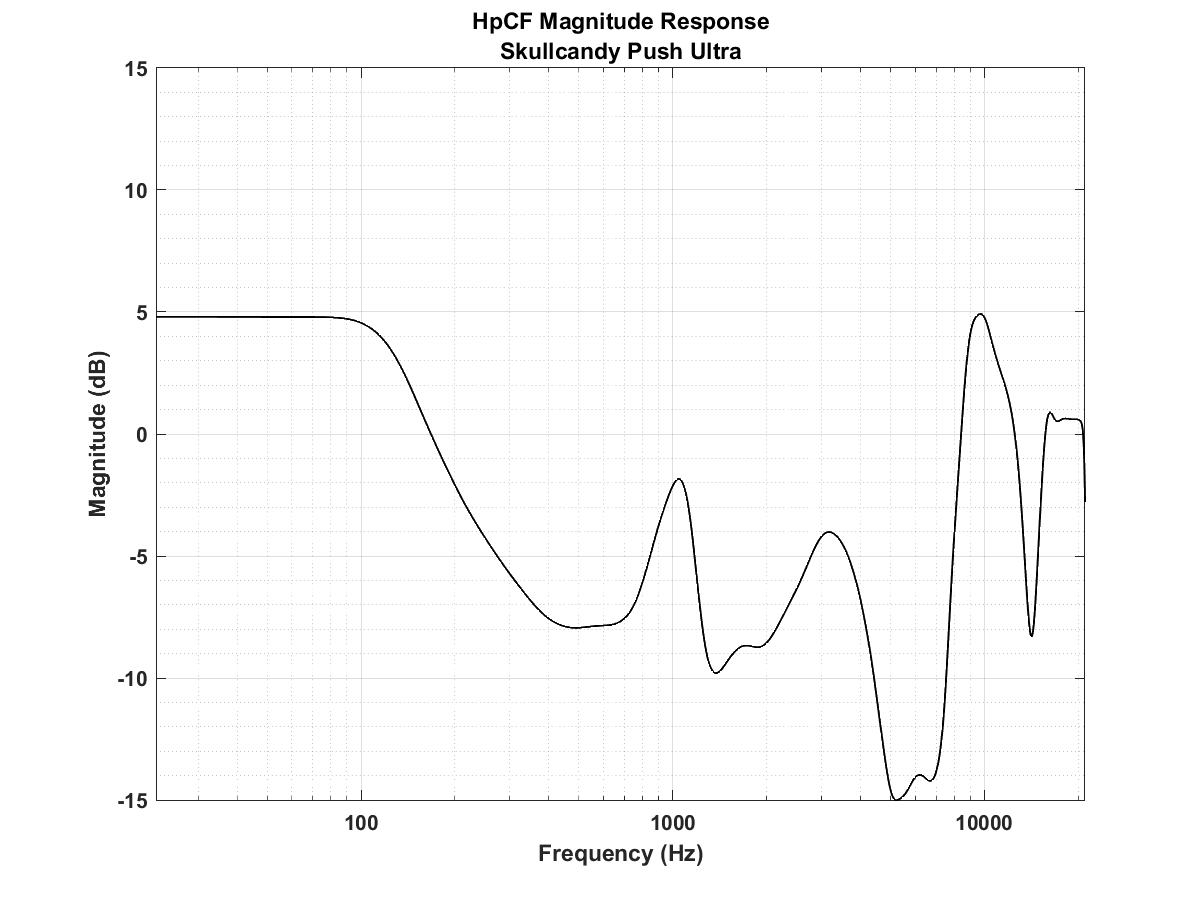 HpCF Magnitude Response
Skullcandy Push Ultra
15
10
5
0
-5
-10
-15
Magnitude (dB)
100
1000
10000
Frequency (Hz)